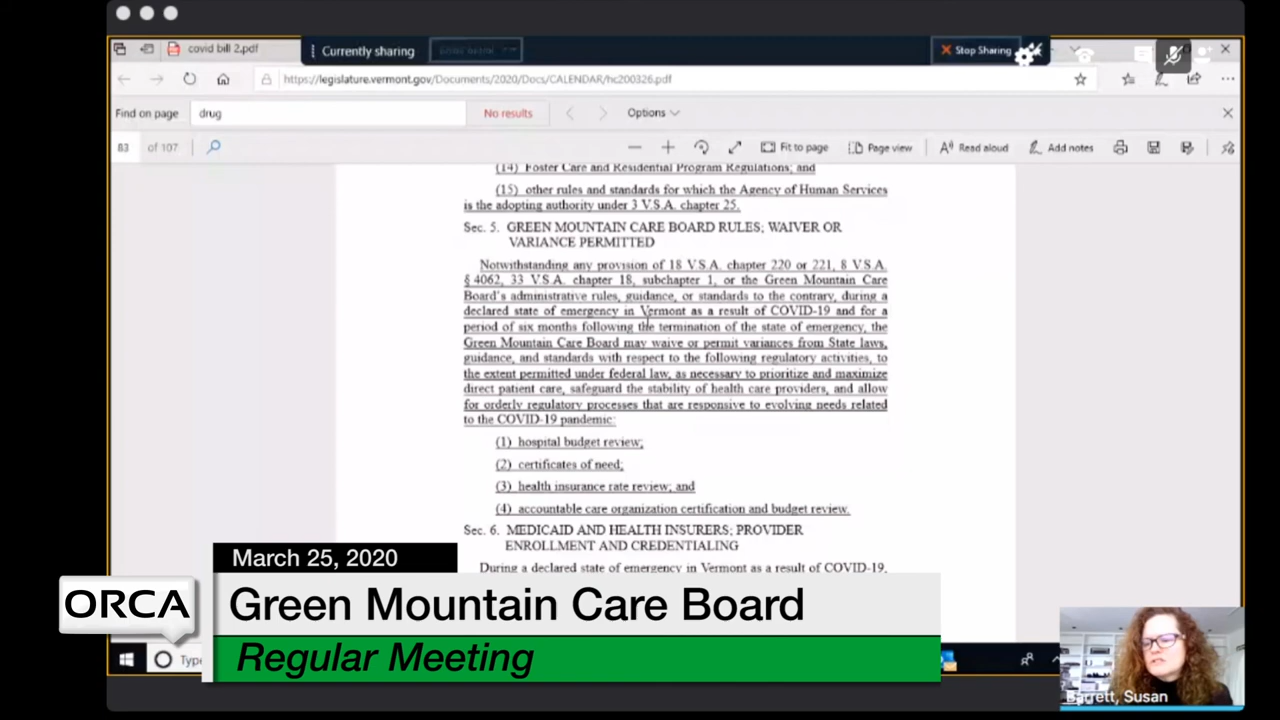 covid bill 2.pdf
Currently sharing
Stop Sharing
https://legislature.vermont.gov/Documents/2020/Docs/CALENDAR/hc200326.pdf
Find on page
drug
No results
Options
83 of 107
Fit to page
Page view
Read aloud
Add notes
(14) Foster Care and Residential Program Regulations; and
(15) other rules and standards for which the Agency of Human Services
is the adopting authority under 3 V.S.A. chapter 25.
Sec. 5. GREEN MOUNTAIN CARE BOARD RULES; WAIVER OR
VARIANCE PERMITTED
Notwithstanding any provision of 18 V.S.A. chapter 220 or 221, 8 V.S.A.
§ 4062, 33 V.S.A. chapter 18, subchapter 1, or the Green Mountain Care
Board's administrative rules, guidance, or standards to the contrary, during a
declared state of emergency in Vermont as a result of COVID-19 and for a
period of six months following the termination of the state of emergency, the
Green Mountain Care Board may waive or permit variances from State laws,
guidance, and standards with respect to the following regulatory activities, to
the extent permitted under federal law, as necessary to prioritize and maximize
direct patient care, safeguard the stability of health care providers, and allow
for orderly regulatory processes that are responsive to evolving needs related
to the COVID-19 pandemic:
(1) hospital budget review;
(2) certificates of need;
(3) health insurance rate review; and
(4) accountable care organization certification and budget review.
Sec. 6. MEDICAID AND HEALTH INSURERS; PROVIDER
ENROLLMENT AND CREDENTIALING
During a declared state of emergency in Vermont as a result of COVID-19,
March 25, 2020
ORCA
Green Mountain Care Board
Regular Meeting
Type
Barrett, Susan